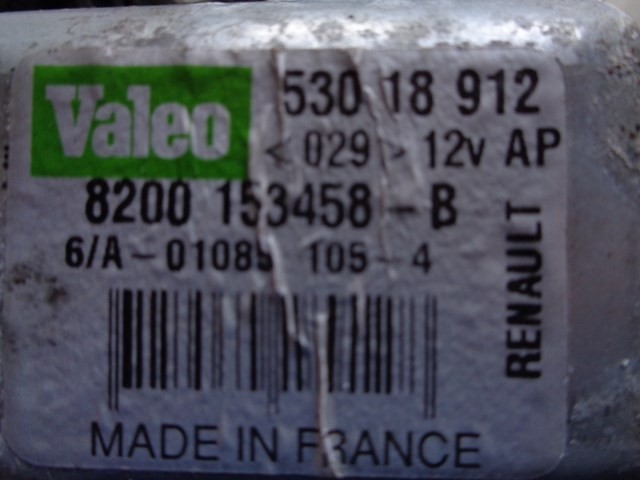 Valeo 530 18 912
< 029 > 12v AP
8200 153458 - B
6/A - 01085 105 - 4
RENAULT
MADE IN FRANCE